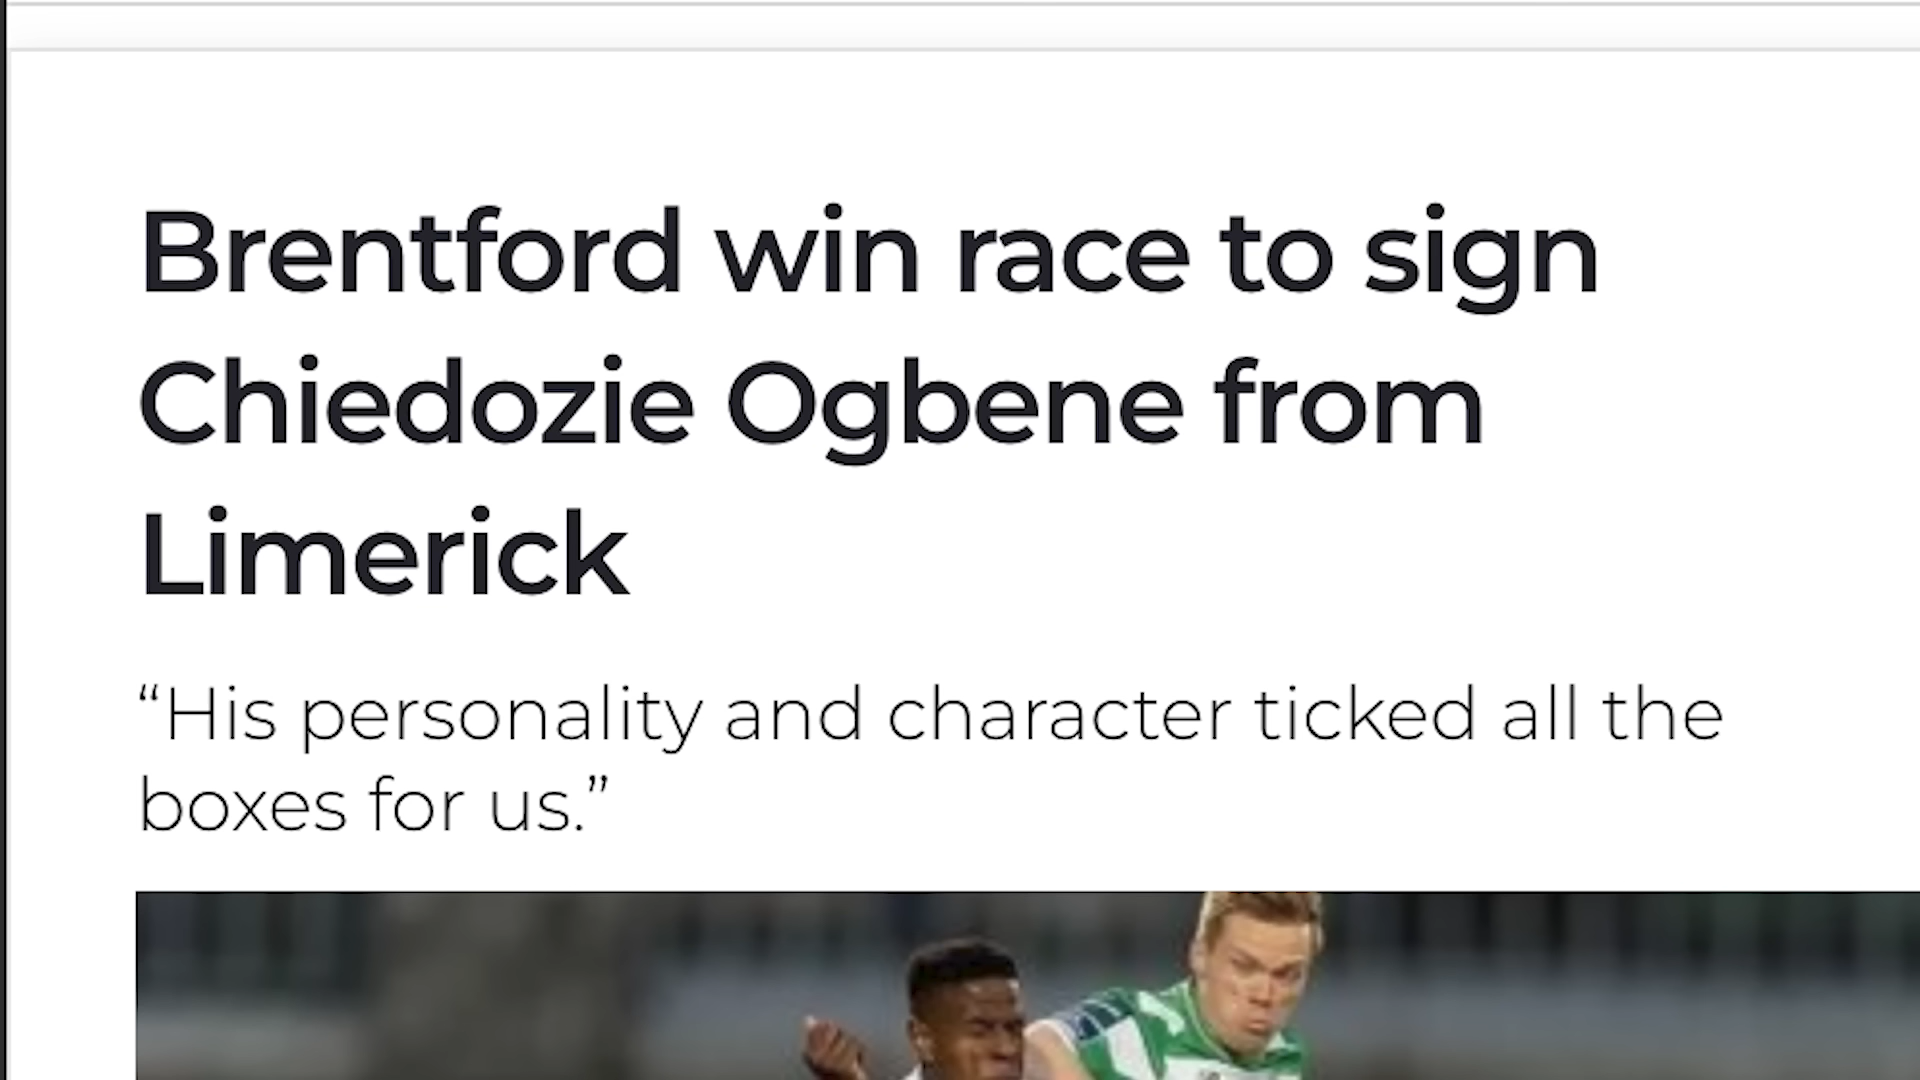 Brentford win race to sign
Chiedozie Ogbene from
Limerick
“His personality and character ticked all the
boxes for us.”